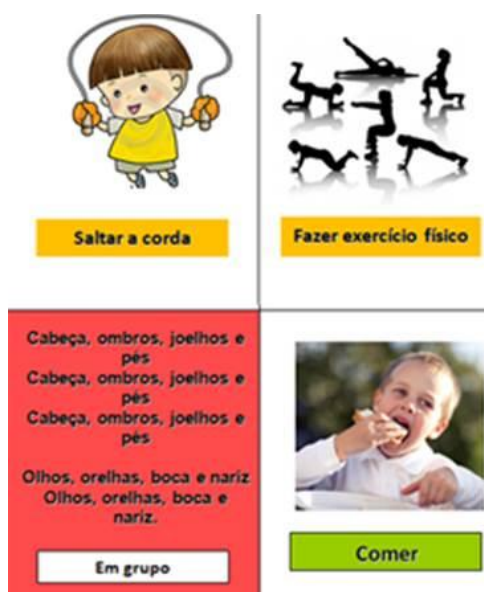 Saltar a corda
Fazer exercício físico
Cabeça, ombros, joelhos e
pés
Cabeça, ombros, joelhos e
pés
Cabeça, ombros, joelhos e
pés
Olhos, orelhas, boca e nariz
Olhos, orelhas, boca e
nariz.
Em grupo
Comer